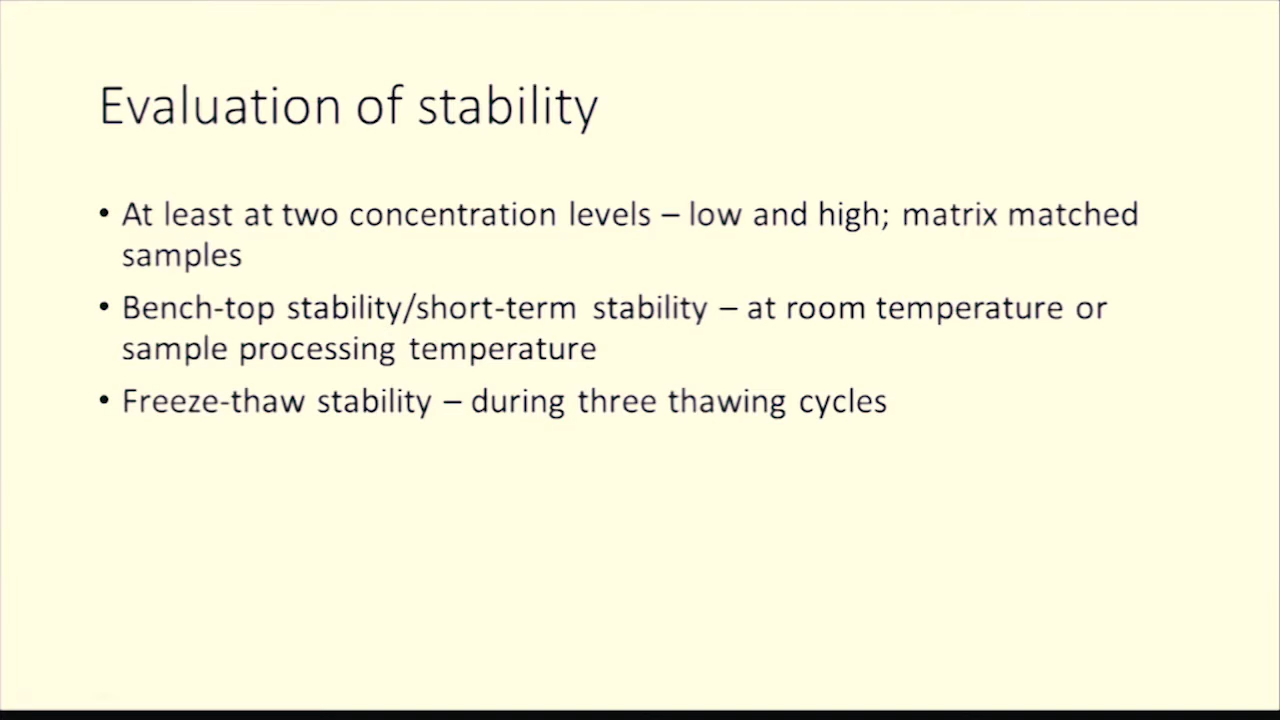 Evaluation of stability
• At least at two concentration levels – low and high; matrix matched
samples
• Bench-top stability/short-term stability – at room temperature or
sample processing temperature
• Freeze-thaw stability – during three thawing cycles